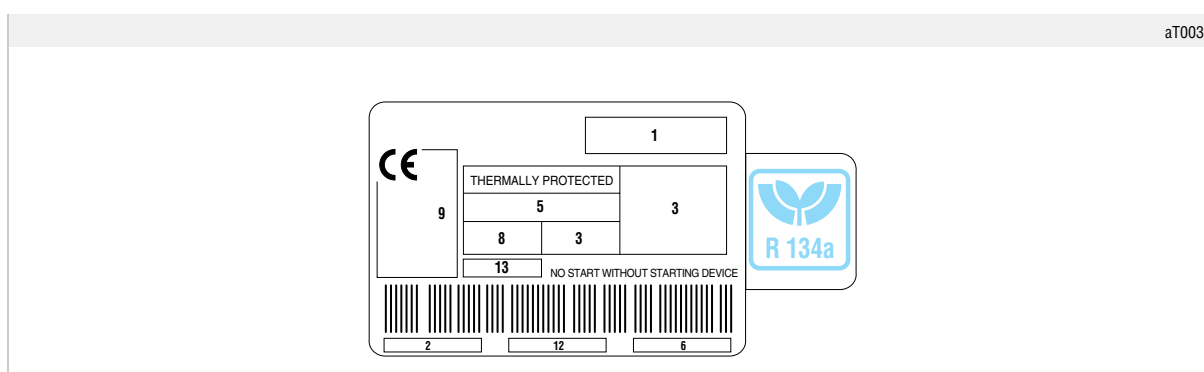 aT003
1
CE
THERMALLY PROTECTED
9
5
3
8
3
R 134a
13
NO START WITHOUT STARTING DEVICE
2
12
6